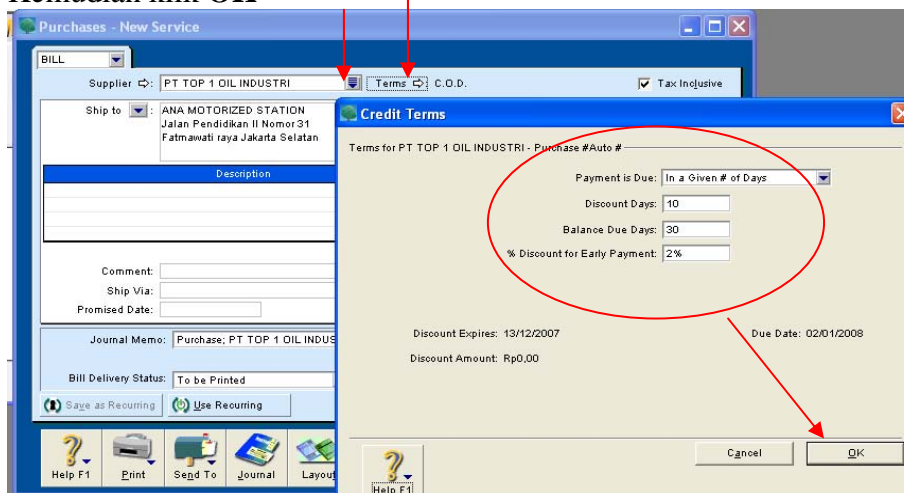 Kemudian klik OK
Purchases - New Service
BILL
Supplier ⇨: PT TOP 1 OIL INDUSTRI Terms ⇨: C.O.D. Tax Inclusive
Ship to : ANA MOTORIZED STATION
Jalan Pendidikan II Nomor 31
Fatmawati raya Jakarta Selatan
Description
Comment:
Ship Via:
Promised Date:
Journal Memo: Purchase; PT TOP 1 OIL INDUS
Bill Delivery Status: To be Printed
Save as Recurring Use Recurring
Help F1 Print Send To Journal Layou
Credit Terms
Terms for PT TOP 1 OIL INDUSTRI - Purchase #Auto #
Payment is Due: In a Given # of Days
Discount Days: 10
Balance Due Days: 30
% Discount for Early Payment: 2%
Discount Expires: 13/12/2007 Due Date: 02/01/2008
Discount Amount: Rp0,00
Cancel OK
Help F1